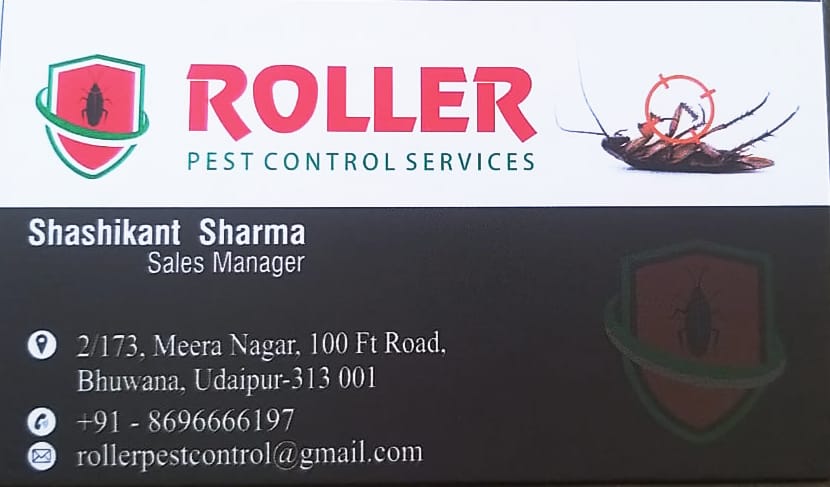 ROLLER
PEST CONTROL SERVICES
Shashikant Sharma
Sales Manager
2/173, Meera Nagar, 100 Ft Road,
Bhuwana, Udaipur-313 001
+91 - 8696666197
rollerpestcontrol@gmail.com